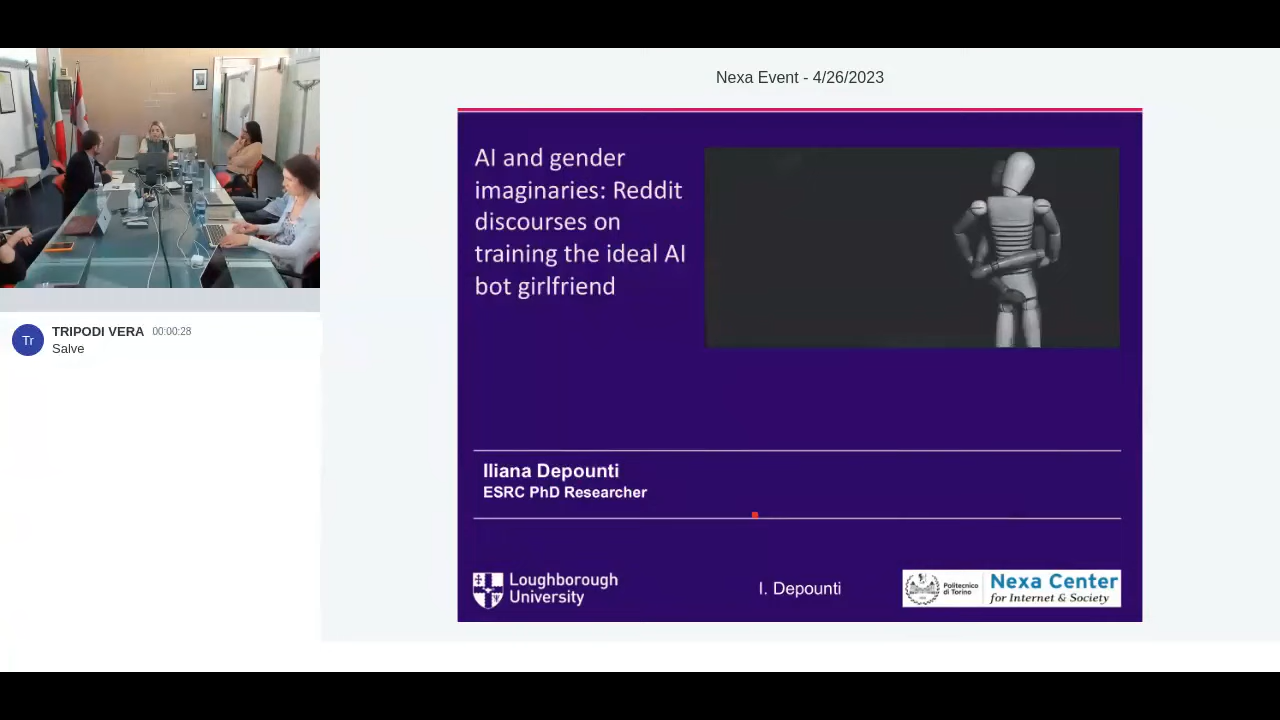 Nexa Event - 4/26/2023
AI and gender
imaginaries: Reddit
discourses on
training the ideal AI
bot girlfriend
Iliana Depounti
ESRC PhD Researcher
Loughborough
University
I. Depounti
Politecnico
di Torino
Nexa Center
for Internet & Society
Tr
TRIPODI VERA 00:00:28
Salve